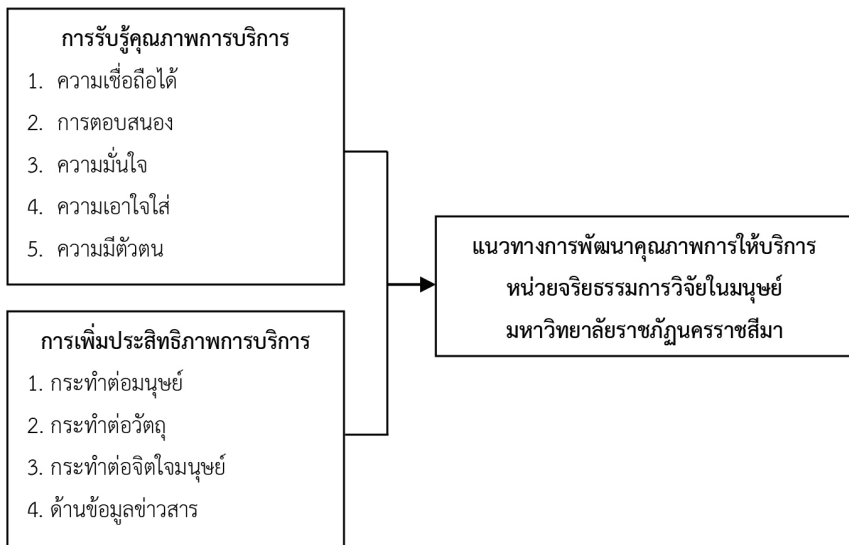 การรับรู้คุณภาพการบริการ
1. ความเชื่อถือได้
2. การตอบสนอง
3. ความมั่นใจ
4. ความเอาใจใส่
5. ความมีตัวตน
การเพิ่มประสิทธิภาพการบริการ
1. กระทำต่อมนุษย์
2. กระทำต่อวัตถุ
3. กระทำต่อจิตใจมนุษย์
4. ด้านข้อมูลข่าวสาร
แนวทางการพัฒนาคุณภาพการให้บริการ
หน่วยจริยธรรมการวิจัยในมนุษย์
มหาวิทยาลัยราชภัฏนครราชสีมา